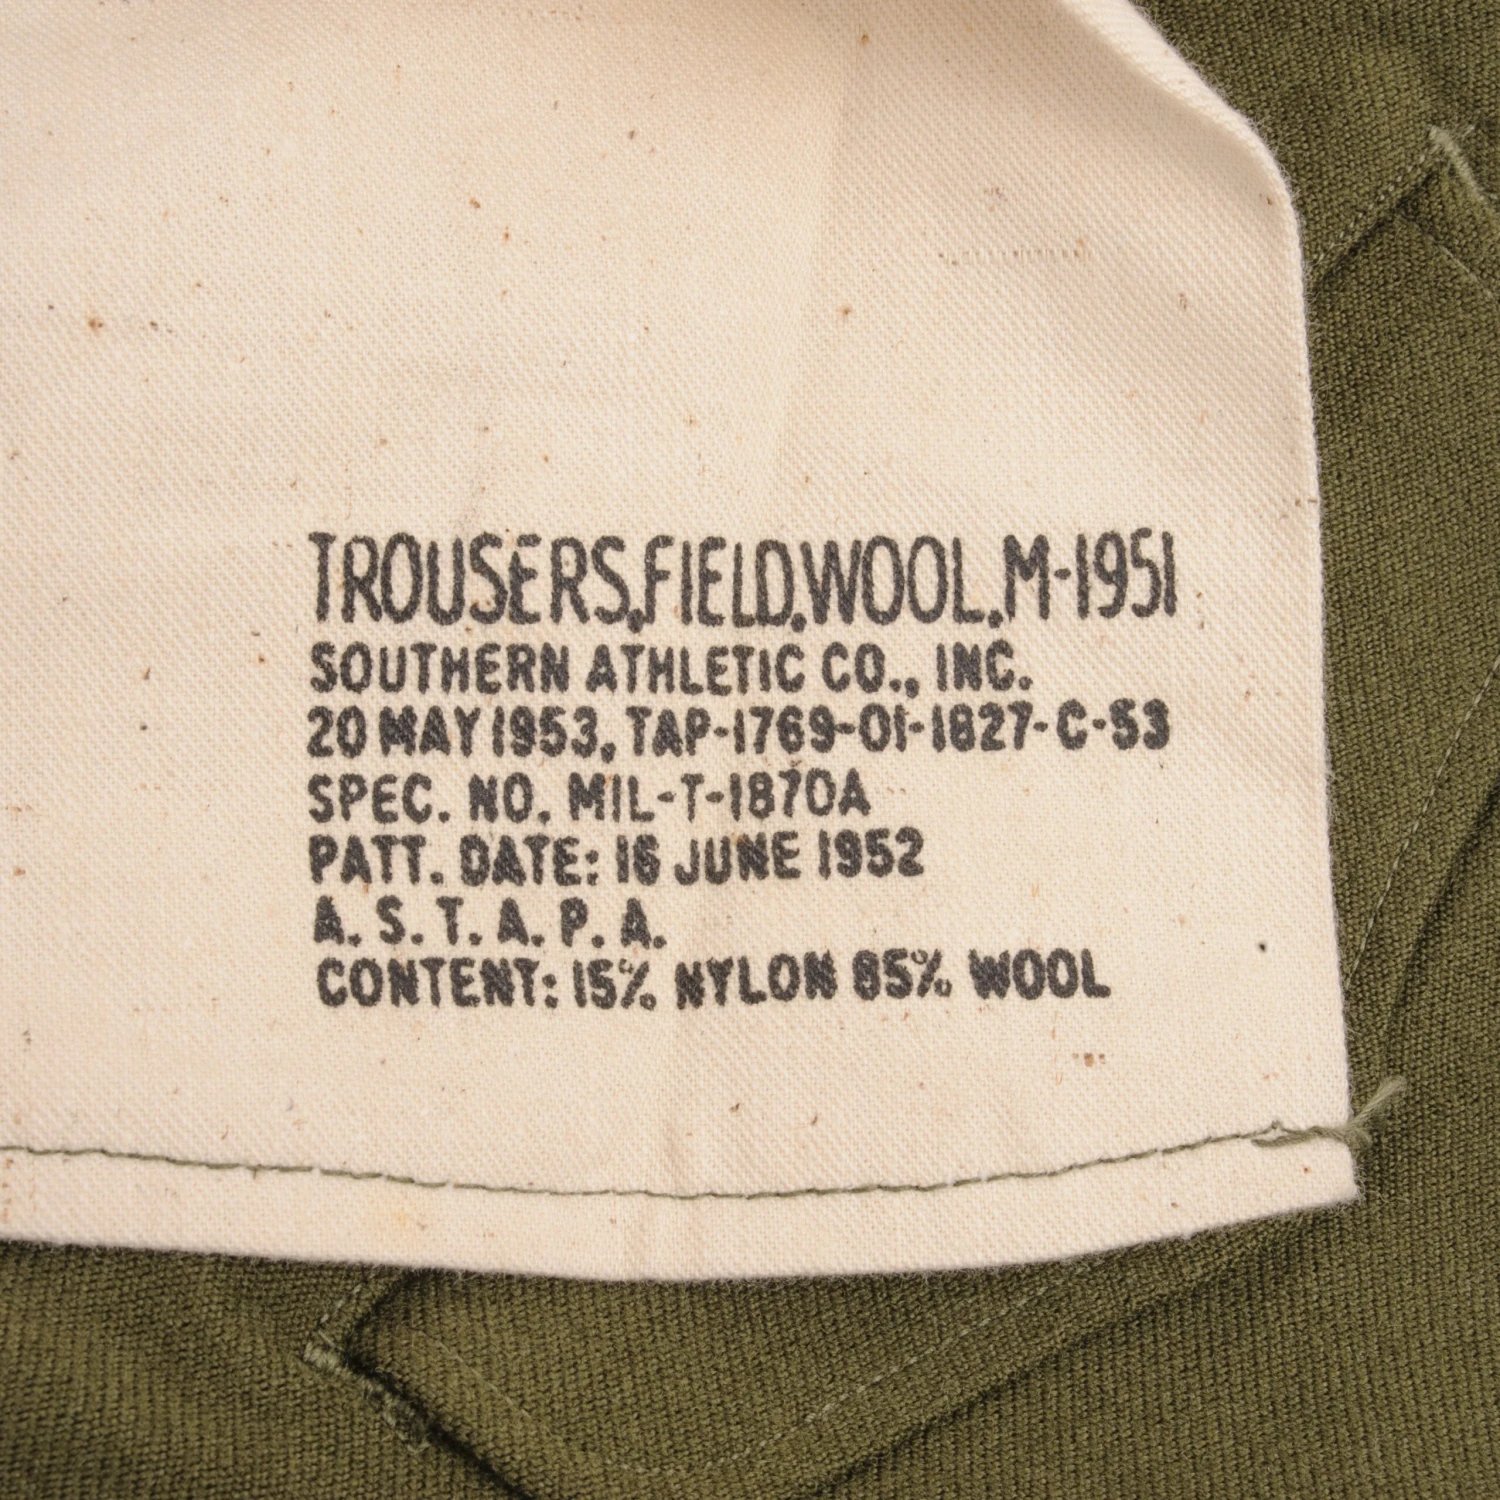 TROUSERS,FIELD,WOOL,M-1951
SOUTHERN ATHLETIC CO., INC.
20 MAY 1953, TAP-1769-OI-1827-C-53
SPEC. NO. MIL-T-1870A
PATT. DATE: 16 JUNE 1952
A. S. T. A. P. A.
CONTENT: 15% NYLON 85% WOOL